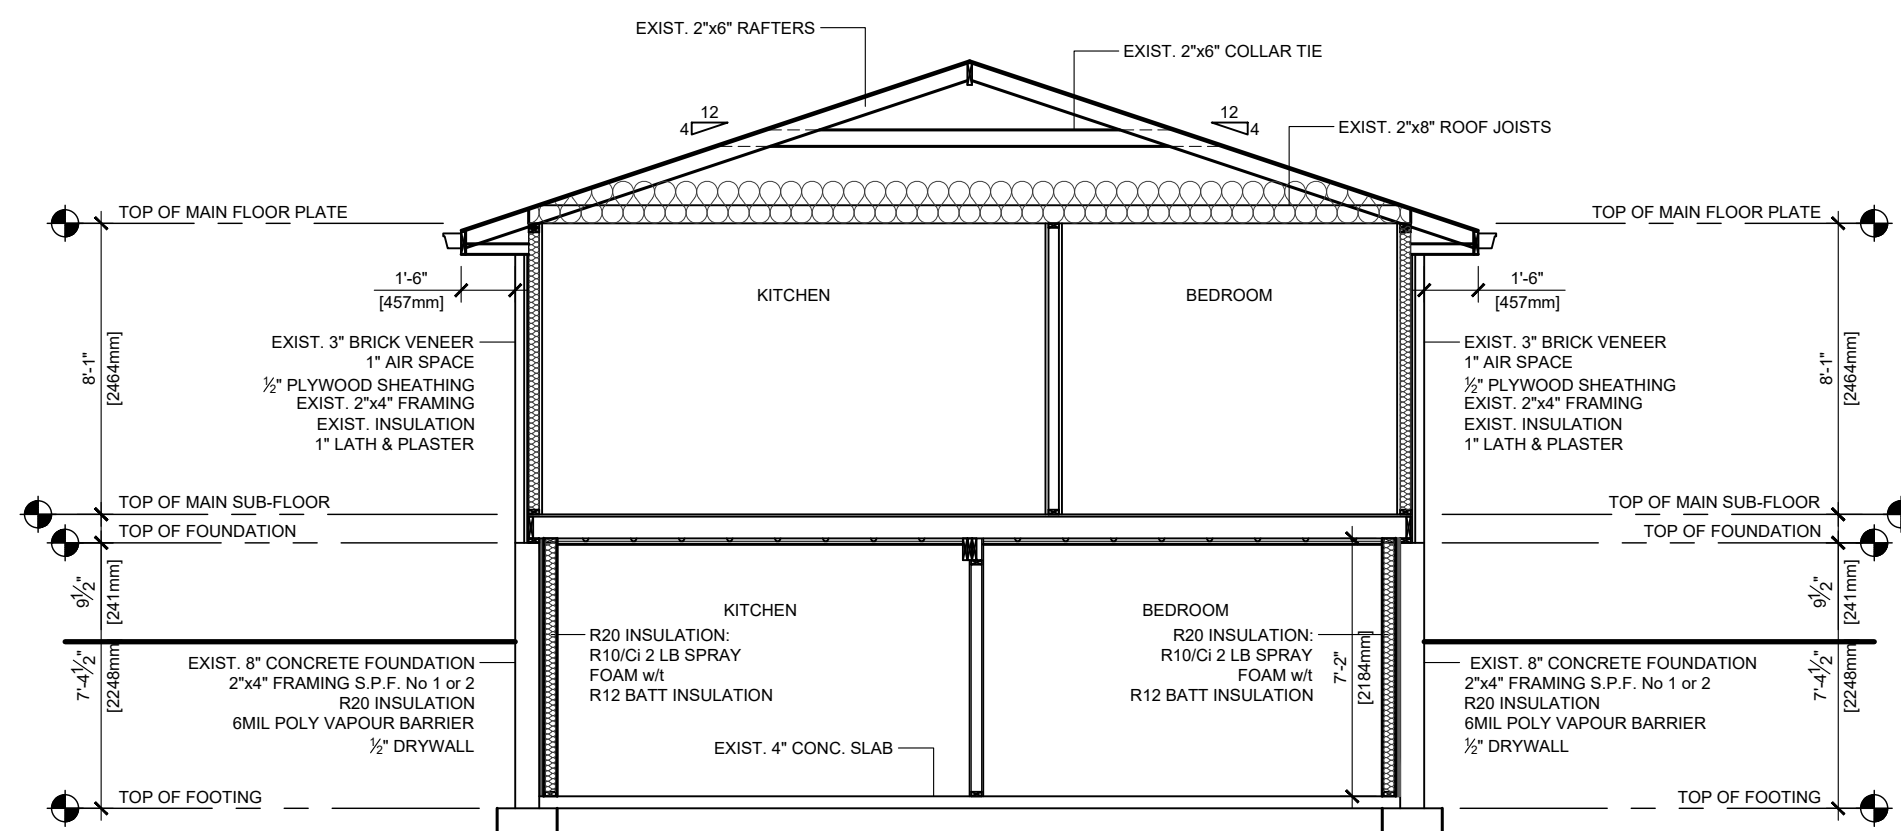 EXIST. 2"x6" RAFTERS
EXIST. 2"x6" COLLAR TIE
12
4
12
4
EXIST. 2"x8" ROOF JOISTS
TOP OF MAIN FLOOR PLATE
TOP OF MAIN FLOOR PLATE
1'-6"
[457mm]
KITCHEN
BEDROOM
1'-6"
[457mm]
8'-1"
[2464mm]
EXIST. 3" BRICK VENEER
1" AIR SPACE
½" PLYWOOD SHEATHING
EXIST. 2"x4" FRAMING
EXIST. INSULATION
1" LATH & PLASTER
EXIST. 3" BRICK VENEER
1" AIR SPACE
½" PLYWOOD SHEATHING
EXIST. 2"x4" FRAMING
EXIST. INSULATION
1" LATH & PLASTER
8'-1"
[2464mm]
TOP OF MAIN SUB-FLOOR
TOP OF FOUNDATION
TOP OF MAIN SUB-FLOOR
TOP OF FOUNDATION
9½"
[241mm]
9½"
[241mm]
KITCHEN
R20 INSULATION:
R10/Ci 2 LB SPRAY
FOAM w/t
R12 BATT INSULATION
BEDROOM
R20 INSULATION:
R10/Ci 2 LB SPRAY
FOAM w/t
R12 BATT INSULATION
7'-2"
[2184mm]
7'-4½"
[2248mm]
EXIST. 8" CONCRETE FOUNDATION
2"x4" FRAMING S.P.F. No 1 or 2
R20 INSULATION
6MIL POLY VAPOUR BARRIER
½" DRYWALL
EXIST. 8" CONCRETE FOUNDATION
2"x4" FRAMING S.P.F. No 1 or 2
R20 INSULATION
6MIL POLY VAPOUR BARRIER
½" DRYWALL
7'-4½"
[2248mm]
EXIST. 4" CONC. SLAB
TOP OF FOOTING
TOP OF FOOTING